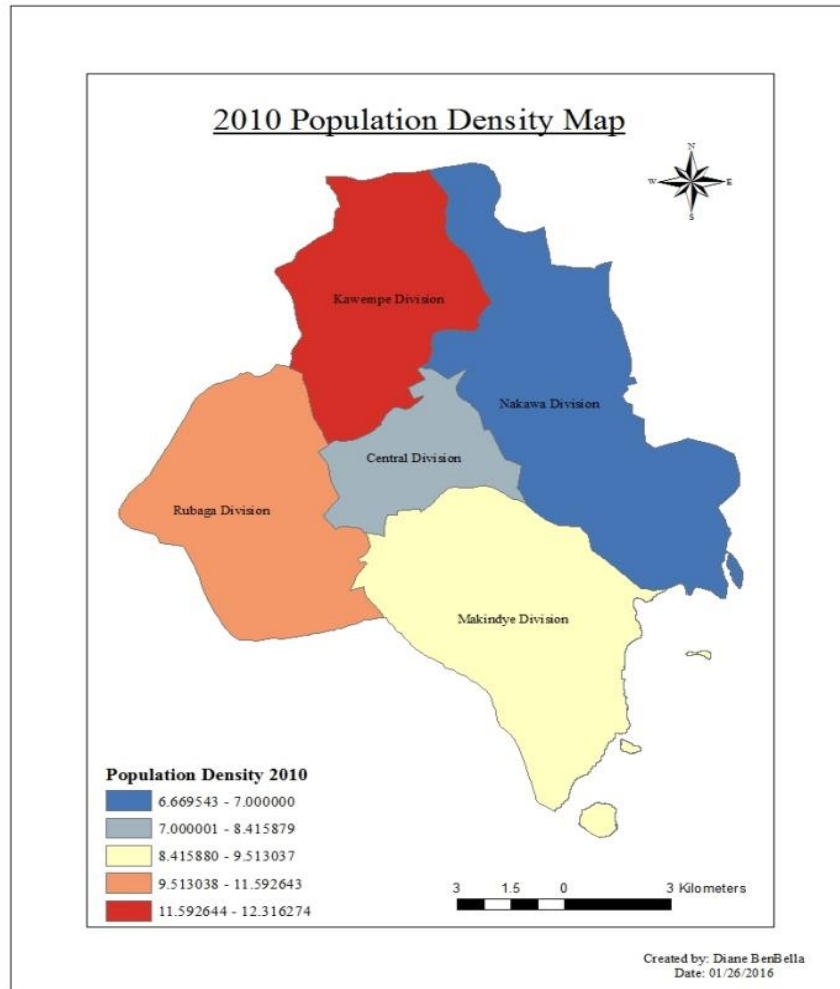 2010 Population Density Map
N
W E
S
Kawempe Division
Nakawa Division
Central Division
Rubaga Division
Makindye Division
Population Density 2010
6.669543 - 7.000000
7.000001 - 8.415879
8.415880 - 9.513037
9.513038 - 11.592643
11.592644 - 12.316274
3 1.5 0 3 Kilometers
Created by: Diane BenBella
Date: 01/26/2016